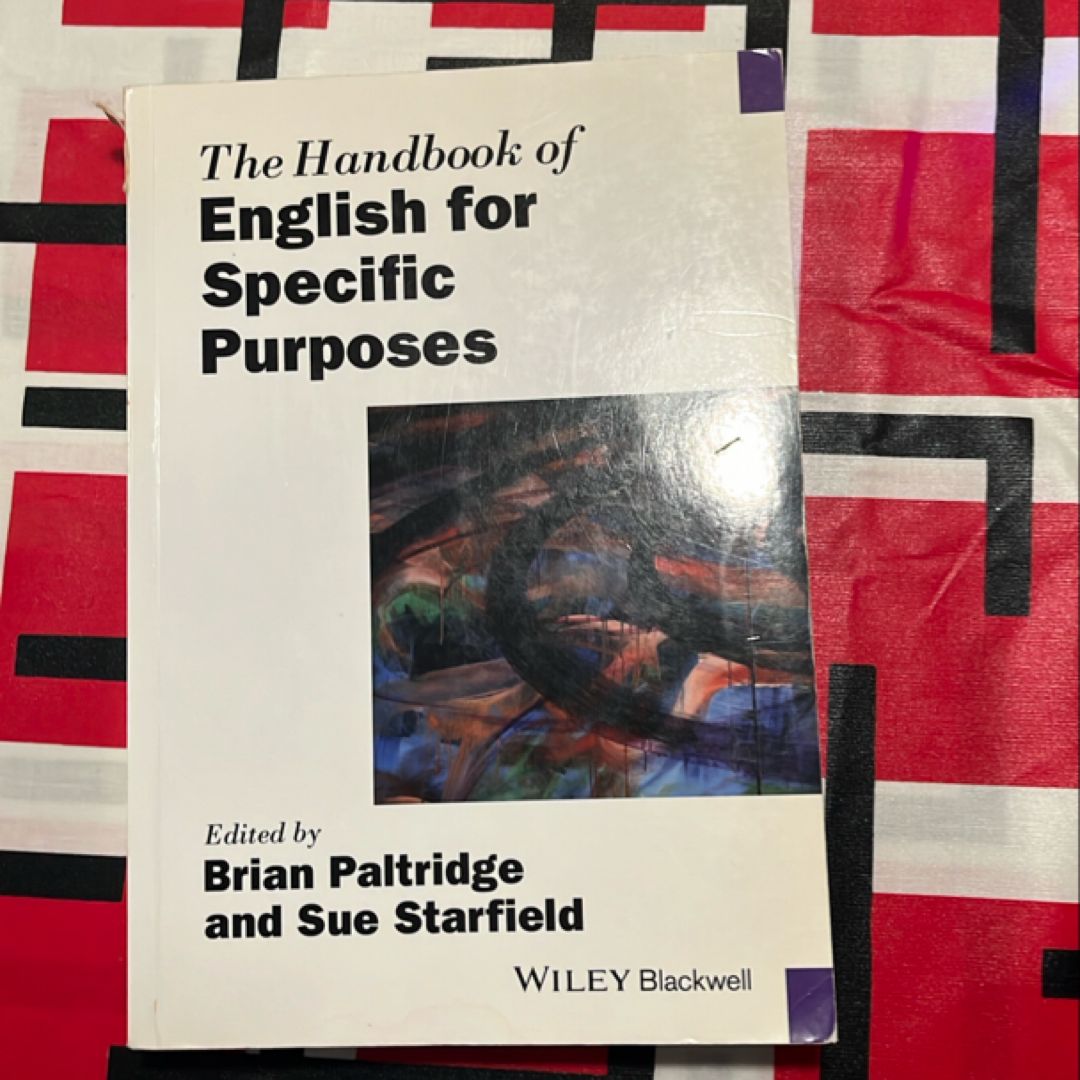 The Handbook of
English for
Specific
Purposes
Edited by
Brian Paltridge
and Sue Starfield
WILEY Blackwell